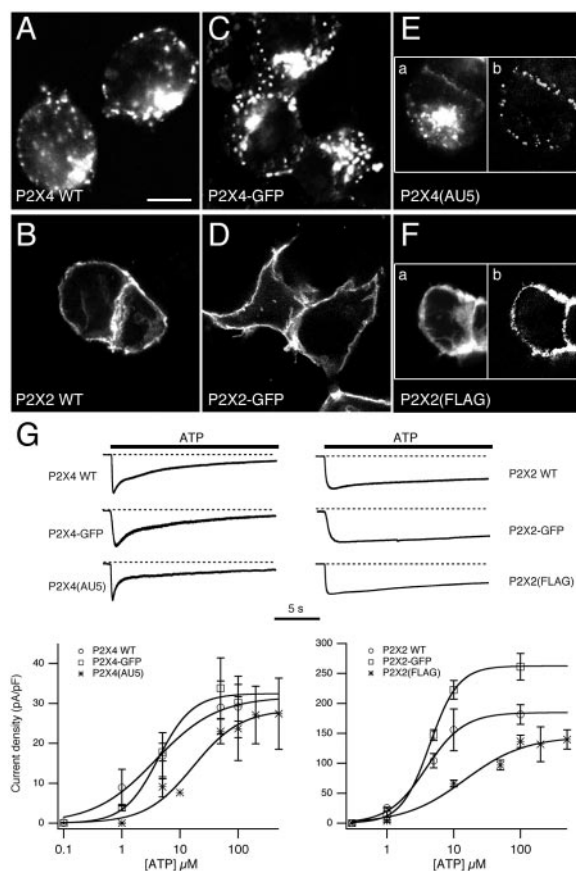 A
C
E
a
b
P2X4 WT
P2X4-GFP
P2X4(AU5)
B
D
F
a
b
P2X2 WT
P2X2-GFP
P2X2(FLAG)
G
ATP
ATP
P2X4 WT
P2X2 WT
P2X4-GFP
P2X2-GFP
P2X4(AU5)
P2X2(FLAG)
5 s
Current density (pA/pF)
40
30
20
10
0
P2X4 WT
P2X4-GFP
P2X4(AU5)
0.1
1
10
100
[ATP] µM
300
250
200
150
100
50
0
P2X2 WT
P2X2-GFP
P2X2(FLAG)
1
10
100
[ATP] µM